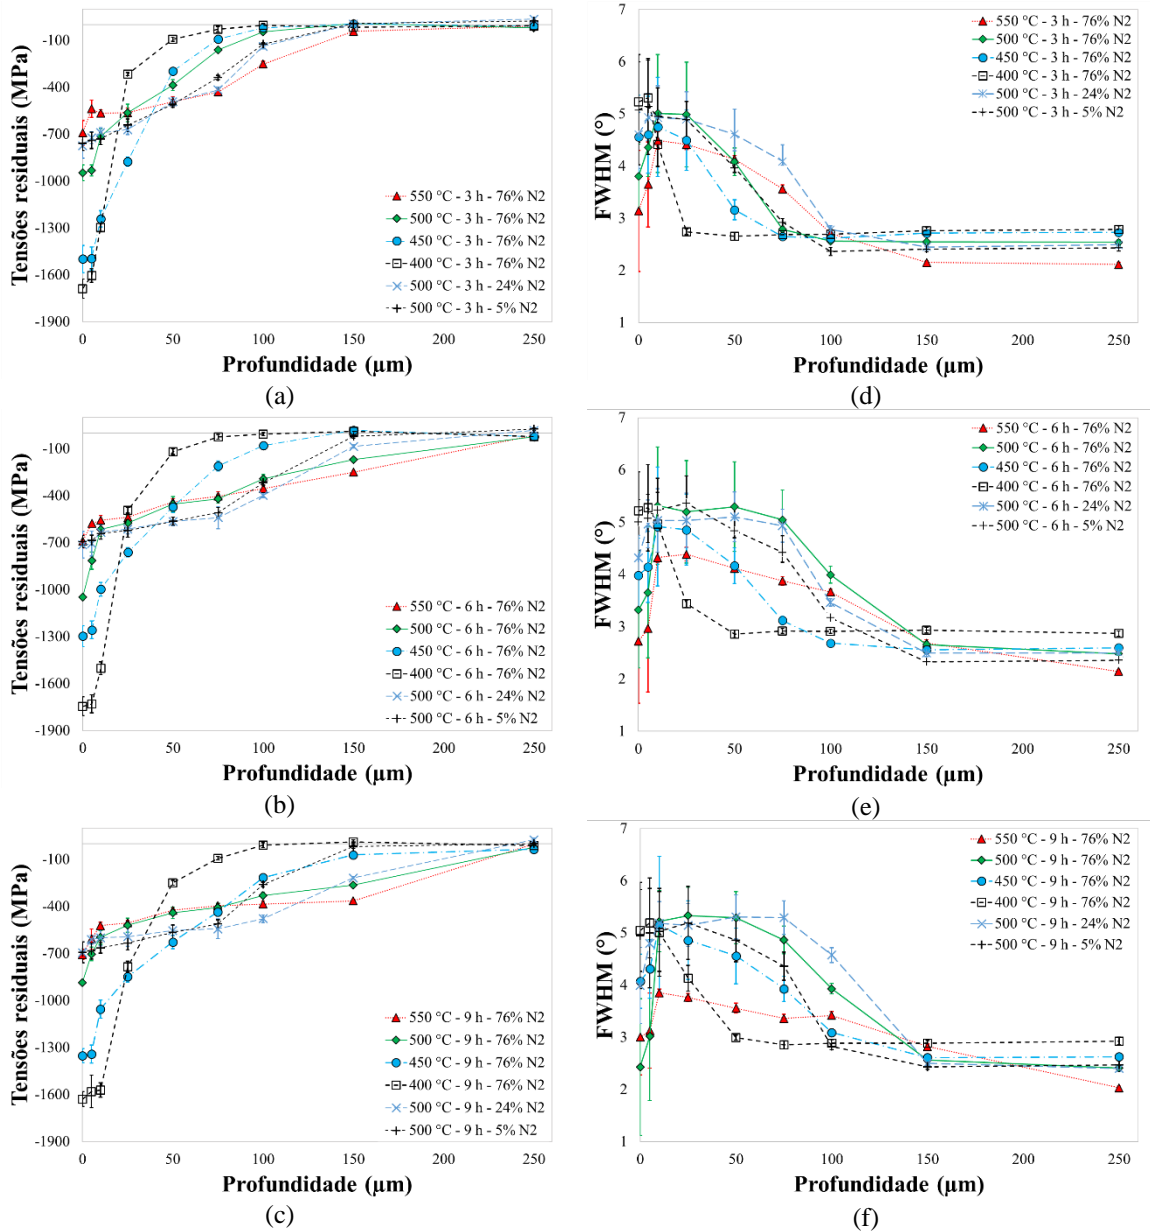 Tensões residuais (MPa)
-100
-400
-700
-1000
-1300
-1600
-1900
0
50
100
150
200
250
Profundidade (µm)
550 °C - 3 h - 76% N2
500 °C - 3 h - 76% N2
450 °C - 3 h - 76% N2
400 °C - 3 h - 76% N2
500 °C - 3 h - 24% N2
500 °C - 3 h - 5% N2
(a)
FWHM (°)
7
6
5
4
3
2
1
0
50
100
150
200
250
Profundidade (µm)
550 °C - 3 h - 76% N2
500 °C - 3 h - 76% N2
450 °C - 3 h - 76% N2
400 °C - 3 h - 76% N2
500 °C - 3 h - 24% N2
500 °C - 3 h - 5% N2
(d)
Tensões residuais (MPa)
-100
-400
-700
-1000
-1300
-1600
-1900
0
50
100
150
200
250
Profundidade (µm)
550 °C - 6 h - 76% N2
500 °C - 6 h - 76% N2
450 °C - 6 h - 76% N2
400 °C - 6 h - 76% N2
500 °C - 6 h - 24% N2
500 °C - 6 h - 5% N2
(b)
FWHM (°)
7
6
5
4
3
2
1
0
50
100
150
200
250
Profundidade (µm)
550 °C - 6 h - 76% N2
500 °C - 6 h - 76% N2
450 °C - 6 h - 76% N2
400 °C - 6 h - 76% N2
500 °C - 6 h - 24% N2
500 °C - 6 h - 5% N2
(e)
Tensões residuais (MPa)
-100
-400
-700
-1000
-1300
-1600
-1900
0
50
100
150
200
250
Profundidade (µm)
550 °C - 9 h - 76% N2
500 °C - 9 h - 76% N2
450 °C - 9 h - 76% N2
400 °C - 9 h - 76% N2
500 °C - 9 h - 24% N2
500 °C - 9 h - 5% N2
(c)
FWHM (°)
7
6
5
4
3
2
1
0
50
100
150
200
250
Profundidade (µm)
550 °C - 9 h - 76% N2
500 °C - 9 h - 76% N2
450 °C - 9 h - 76% N2
400 °C - 9 h - 76% N2
500 °C - 9 h - 24% N2
500 °C - 9 h - 5% N2
(f)